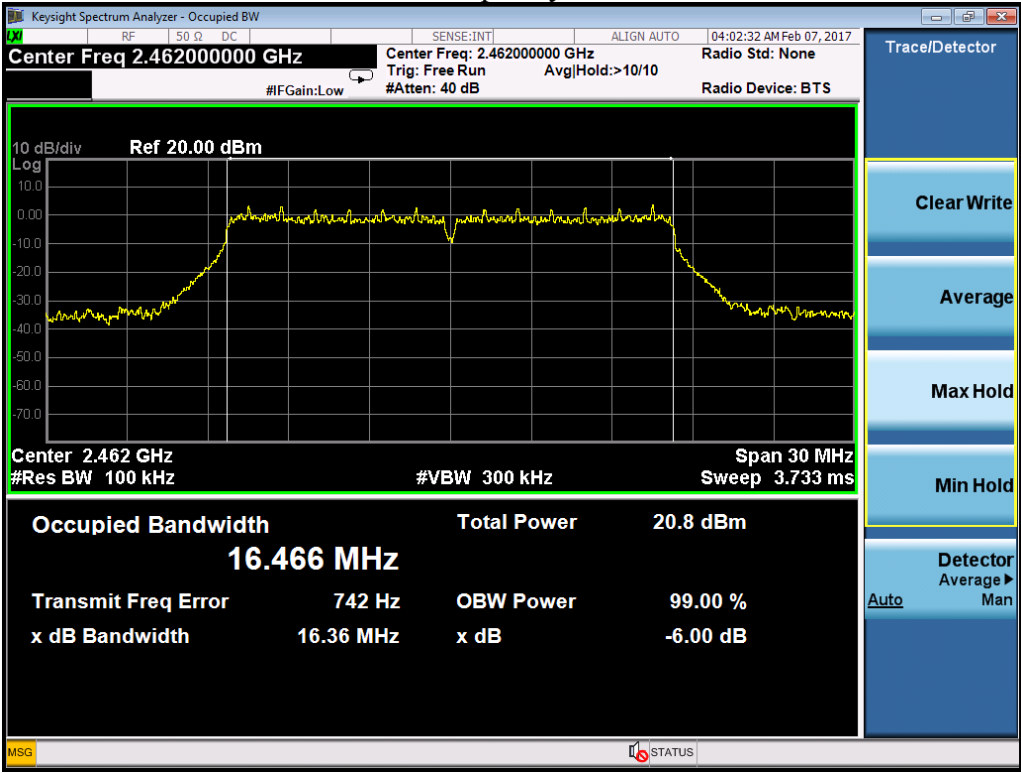 Keysight Spectrum Analyzer - Occupied BW
LXI RF 50 Ω DC SENSE:INT ALIGN AUTO 04:02:32 AM Feb 07, 2017
Center Freq 2.462000000 GHz
Center Freq: 2.462000000 GHz
Radio Std: None
Trig: Free Run Avg|Hold:>10/10
#IFGain:Low
#Atten: 40 dB
Radio Device: BTS
10 dB/div Ref 20.00 dBm
Log
10.0
0.00
-10.0
-20.0
-30.0
-40.0
-50.0
-60.0
-70.0
Center 2.462 GHz Span 30 MHz
#Res BW 100 kHz #VBW 300 kHz Sweep 3.733 ms
Occupied Bandwidth Total Power 20.8 dBm
16.466 MHz
Transmit Freq Error 742 Hz OBW Power 99.00 %
x dB Bandwidth 16.36 MHz x dB -6.00 dB
Trace/Detector
Clear Write
Average
Max Hold
Min Hold
Detector
Average
Auto Man
MSG STATUS